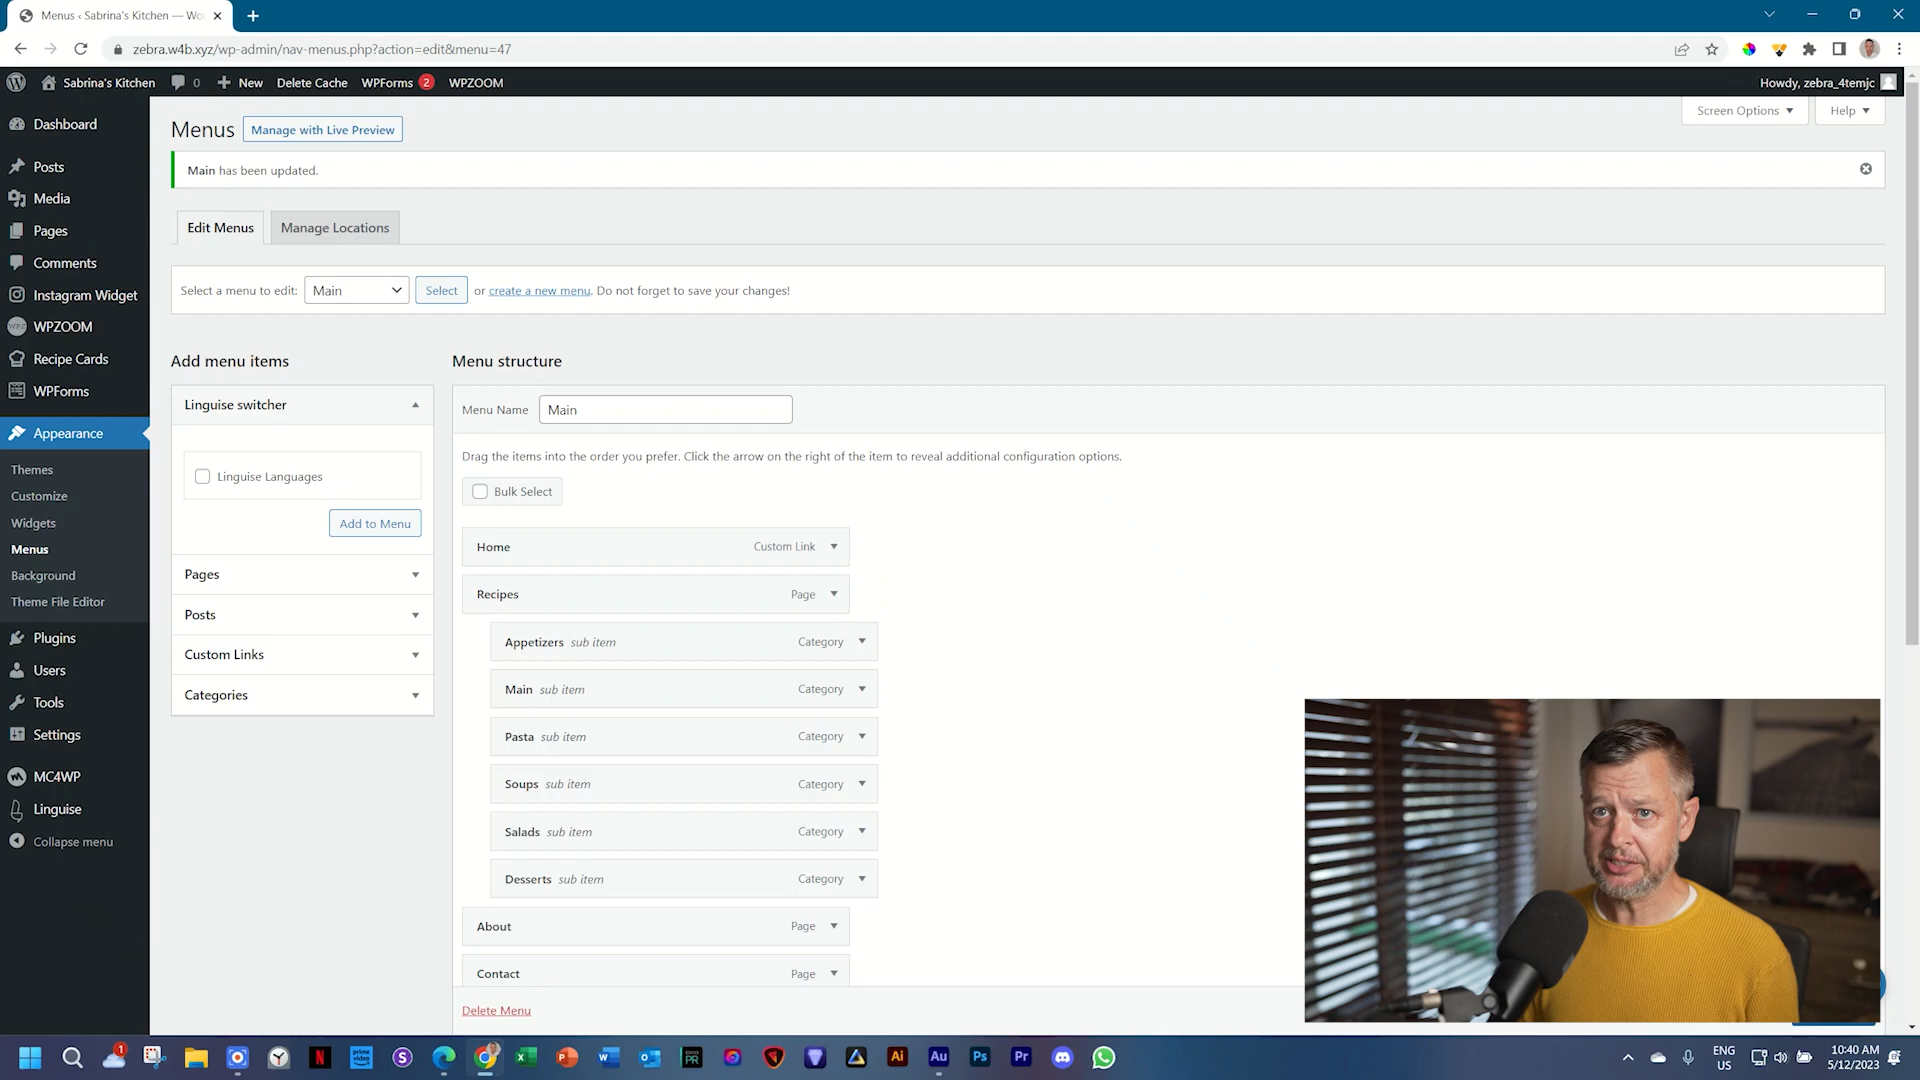 Menus ‹ Sabrina's Kitchen — Wo
zebra.w4b.xyz/wp-admin/nav-menus.php?action=edit&menu=47
Sabrina's Kitchen 0 New Delete Cache WPForms 2 WPZOOM Howdy, zebra_4temjc
Screen Options Help
Dashboard
Posts
Media
Pages
Comments
Instagram Widget
WPZOOM
Recipe Cards
WPForms
Appearance
Themes
Customize
Widgets
Menus
Background
Theme File Editor
Plugins
Users
Tools
Settings
MC4WP
Linguise
Collapse menu
Menus Manage with Live Preview
Main has been updated.
Edit Menus Manage Locations
Select a menu to edit: Main Select or create a new menu. Do not forget to save your changes!
Add menu items
Linguise switcher
Linguise Languages
Add to Menu
Pages
Posts
Custom Links
Categories
Menu structure
Menu Name Main
Drag the items into the order you prefer. Click the arrow on the right of the item to reveal additional configuration options.
Bulk Select
Home Custom Link
Recipes Page
Appetizers sub item Category
Main sub item Category
Pasta sub item Category
Soups sub item Category
Salads sub item Category
Desserts sub item Category
About Page
Contact Page
Delete Menu
ENG
US
10:40 AM
5/12/2023